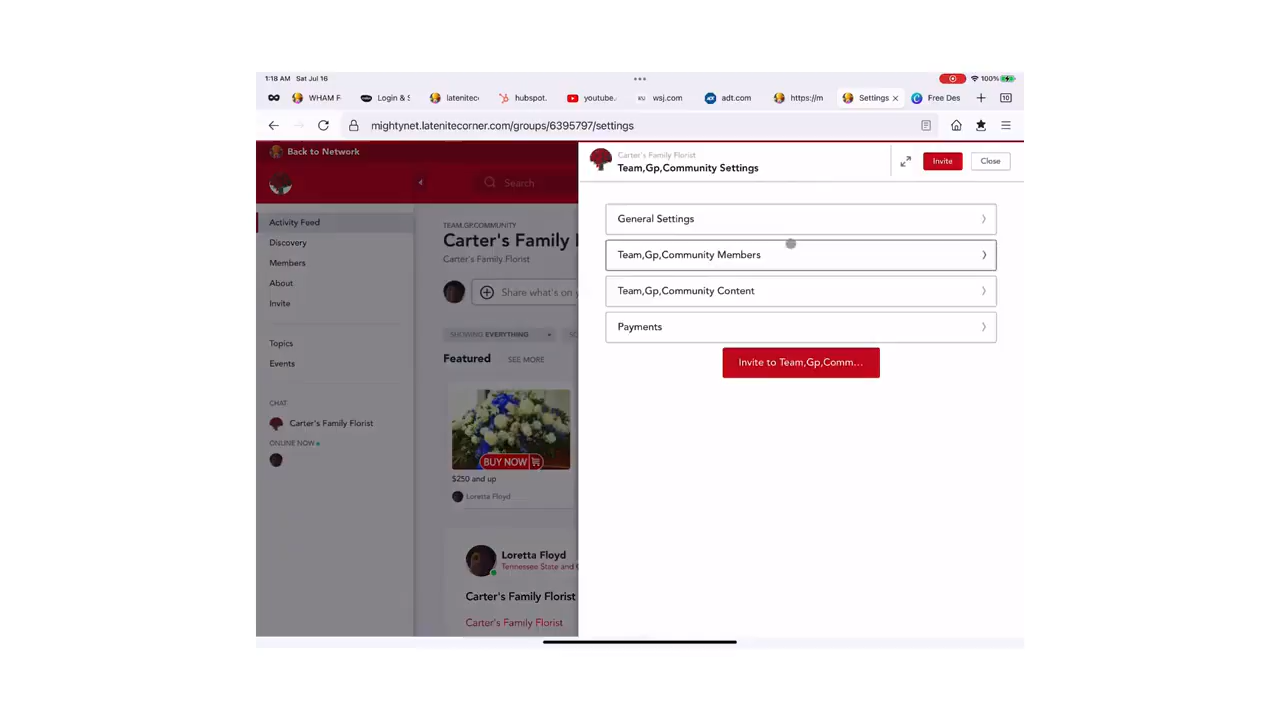 1:18 AM Sat Jul 16
100%
WHAM F
Login & S
latenitec
hubspot.
youtube.
wsj.com
adt.com
https://m
Settings
Free Des
10
mightynet.latenitecorner.com/groups/6395797/settings
Back to Network
Search
Carter's Family Florist
Team,Gp,Community Settings
Invite
Close
Activity Feed
Discovery
Members
About
Invite
Topics
Events
CHAT
Carter's Family Florist
ONLINE NOW
TEAM,GP,COMMUNITY
Carter's Family
Carter's Family Florist
Share what's on
SHOWING EVERYTHING
Featured
SEE MORE
BUY NOW
$250 and up
Loretta Floyd
Loretta Floyd
Tennessee State and
Carter's Family Florist
Carter's Family Florist
General Settings
Team,Gp,Community Members
Team,Gp,Community Content
Payments
Invite to Team,Gp,Comm...